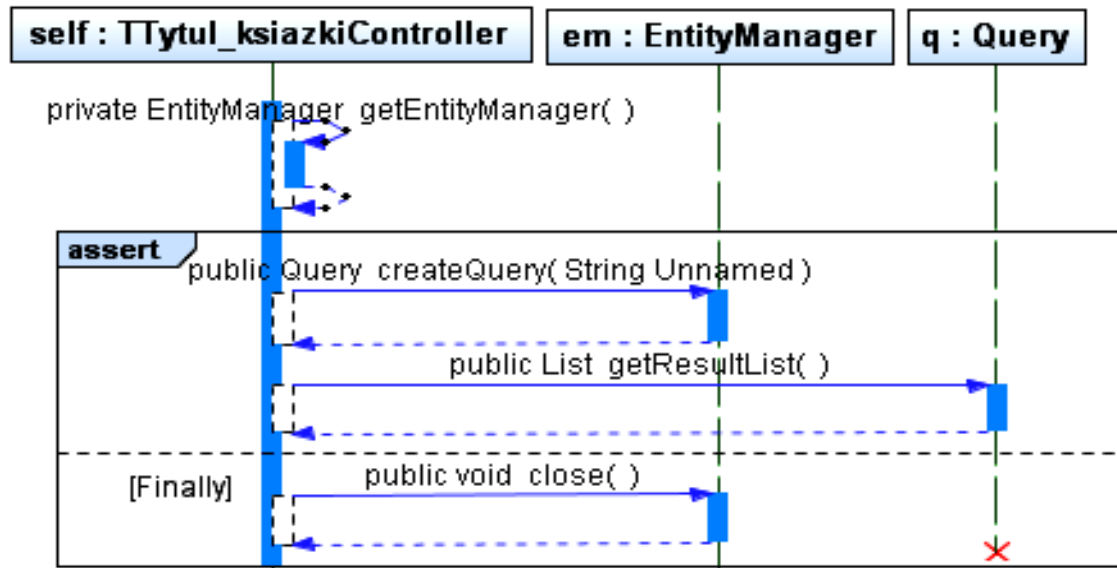 self : TTytul_ksiazkiController
em : EntityManager
q : Query
private EntityManager getEntityManager( )
assert
public Query createQuery( String Unnamed )
public List getResultList( )
[Finally]
public void close( )